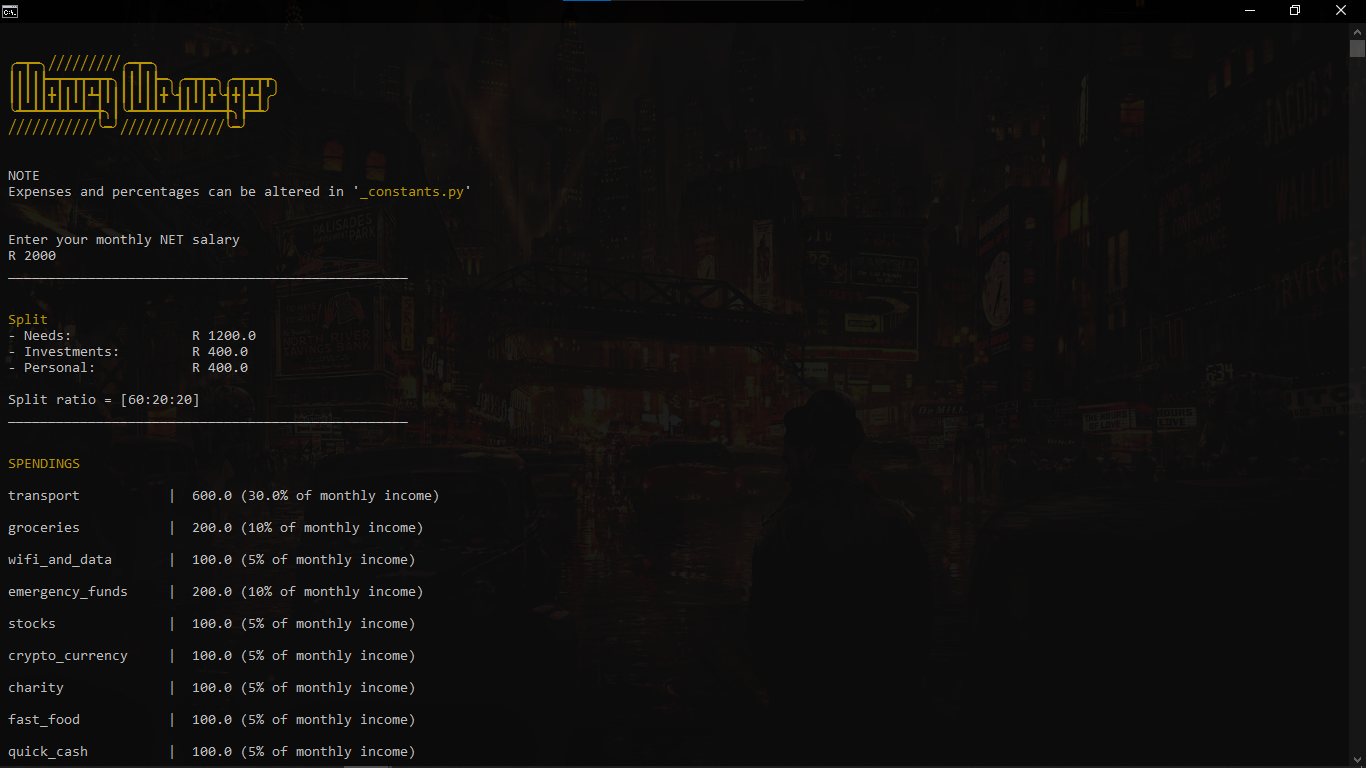 NOTE
Expenses and percentages can be altered in '_constants.py'
Enter your monthly NET salary
R 2000
Split
- Needs: R 1200.0
- Investments: R 400.0
- Personal: R 400.0
Split ratio = [60:20:20]
SPENDINGS
transport | 600.0 (30.0% of monthly income)
groceries | 200.0 (10% of monthly income)
wifi_and_data | 100.0 (5% of monthly income)
emergency_funds | 200.0 (10% of monthly income)
stocks | 100.0 (5% of monthly income)
crypto_currency | 100.0 (5% of monthly income)
charity | 100.0 (5% of monthly income)
fast_food | 100.0 (5% of monthly income)
quick_cash | 100.0 (5% of monthly income)